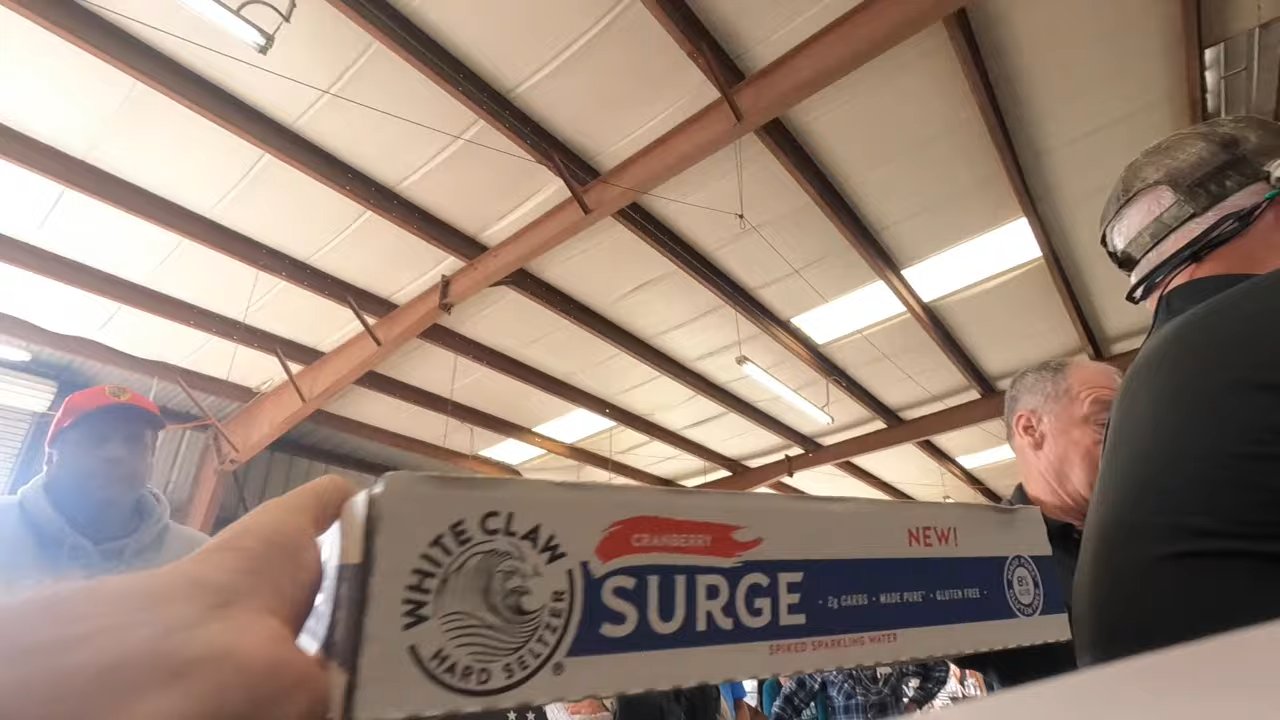 WHITE CLAW
HARD SELTZER
®
CRANBERRY
SURGE
NEW!
· 2g CARBS · MADE PURE® · GLUTEN FREE ·
SPIKED SPARKLING WATER
8%